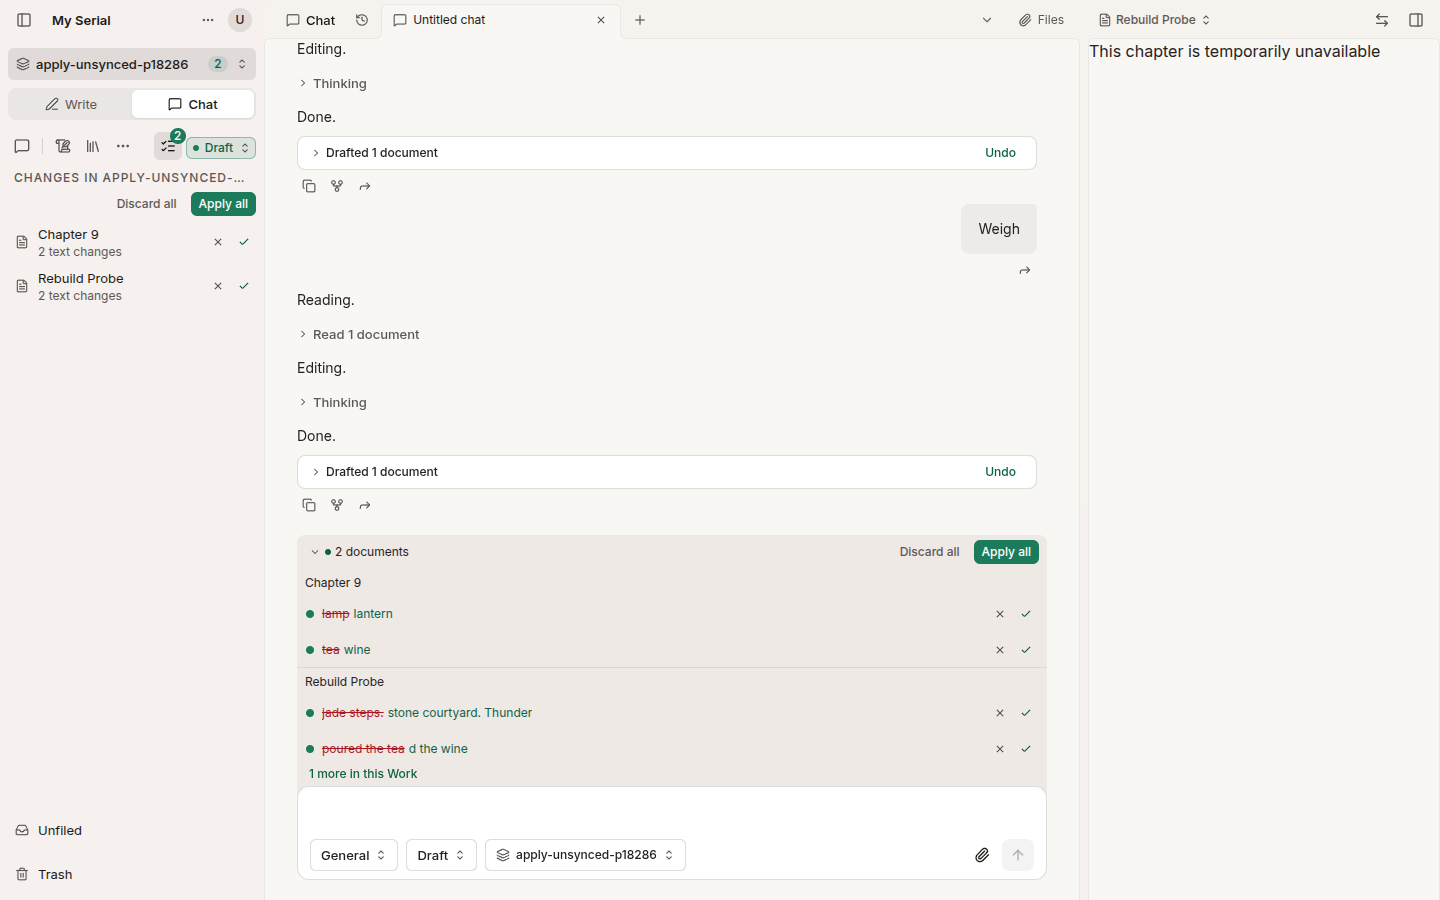 My Serial
U
apply-unsynced-p18286
2
Write
Chat
2
Draft
CHANGES IN APPLY-UNSYNCED-...
Discard all
Apply all
Chapter 9
2 text changes
Rebuild Probe
2 text changes
Unfiled
Trash
Chat
Untitled chat
Files
Editing.
Thinking
Done.
Drafted 1 document
Undo
Weigh
Reading.
Read 1 document
Editing.
Thinking
Done.
Drafted 1 document
Undo
2 documents
Discard all
Apply all
Chapter 9
lamp lantern
tea wine
Rebuild Probe
jade steps. stone courtyard. Thunder
poured the tea d the wine
1 more in this Work
General
Draft
apply-unsynced-p18286
Rebuild Probe
This chapter is temporarily unavailable